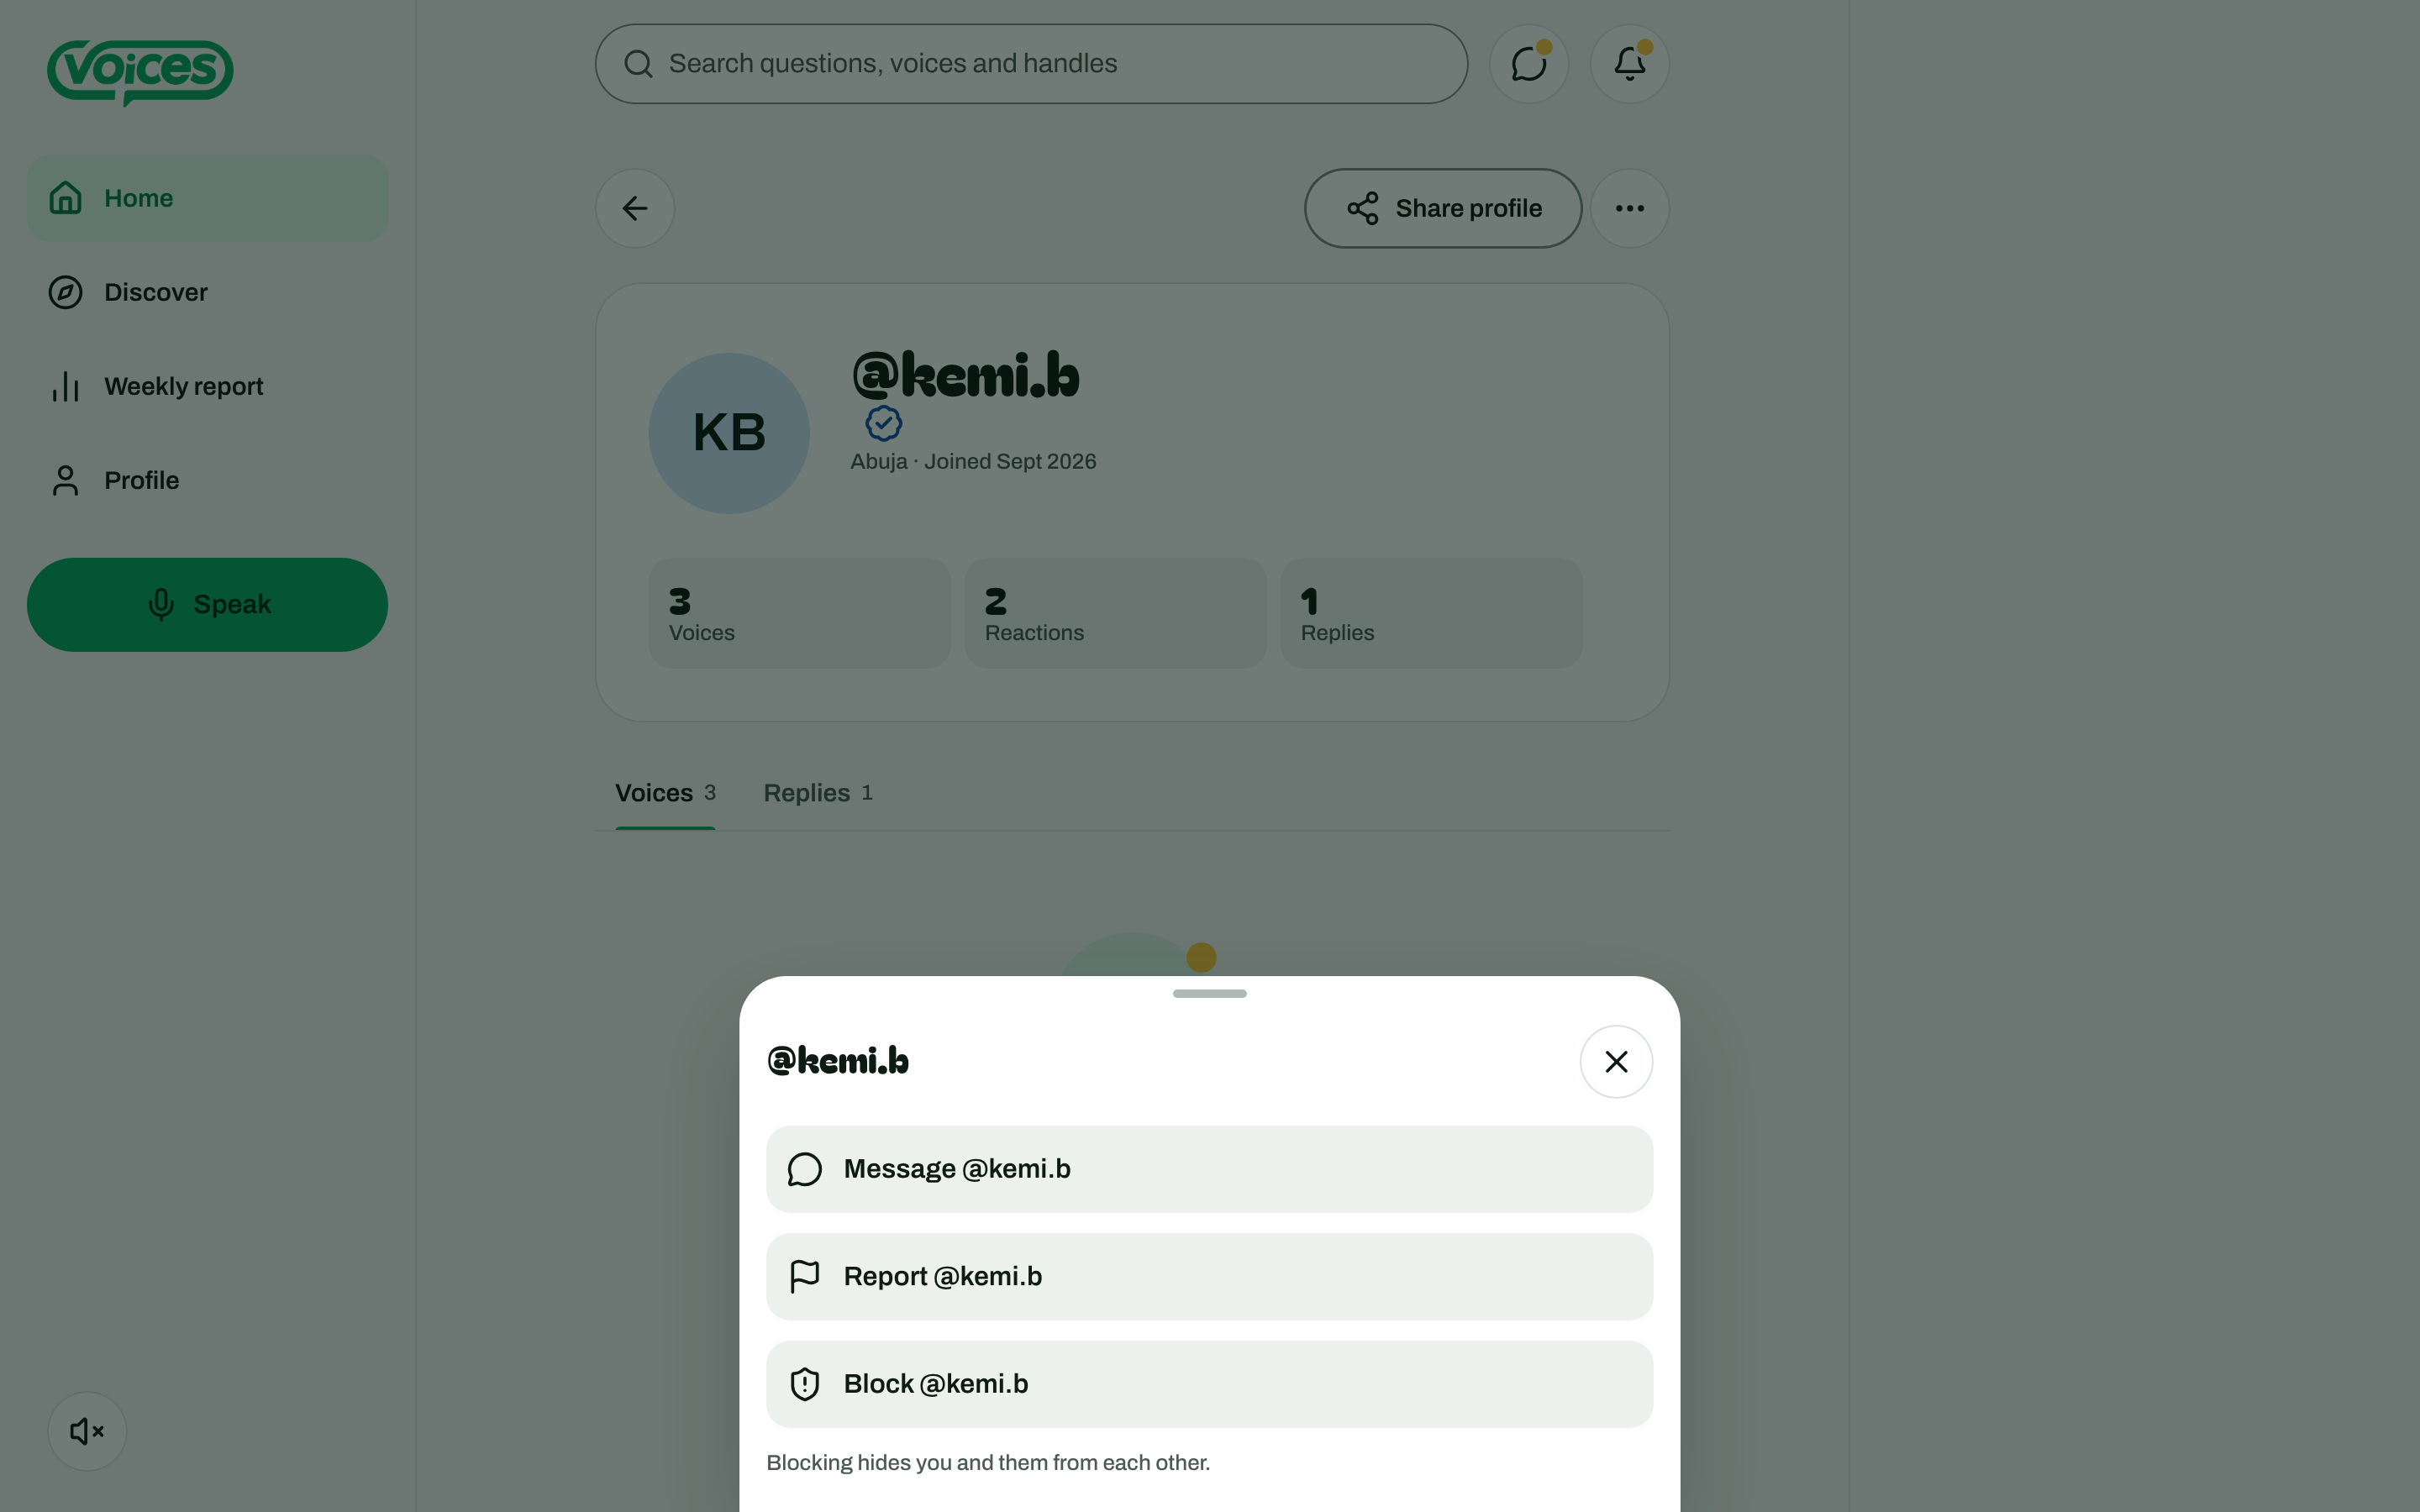 voices
Search questions, voices and handles
Home
Discover
Weekly report
Profile
Speak
Share profile
KB
@kemi.b
Abuja · Joined Sept 2026
3
Voices
2
Reactions
1
Replies
Voices 3
Replies 1
@kemi.b
Message @kemi.b
Report @kemi.b
Block @kemi.b
Blocking hides you and them from each other.